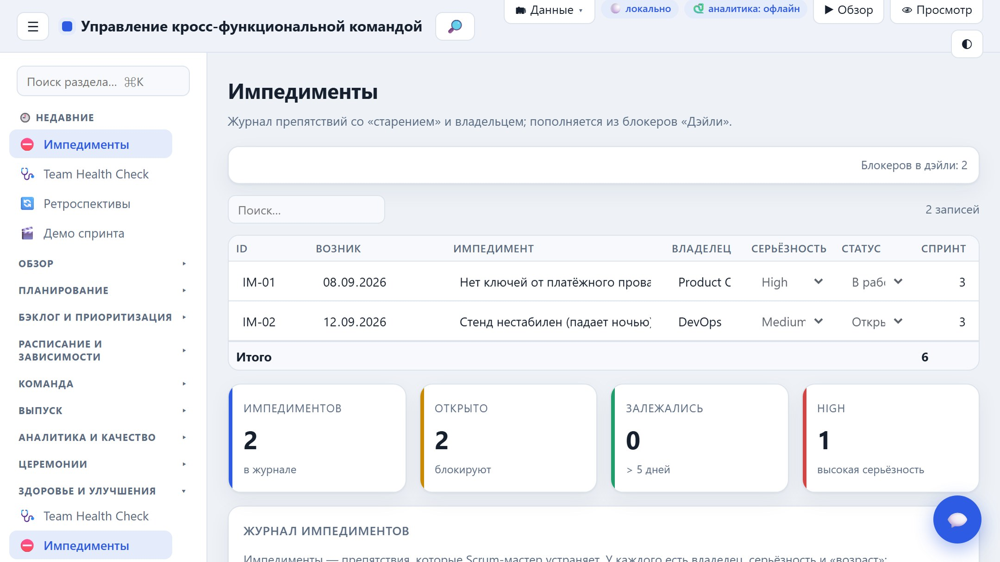 ☰ Управление кросс-функциональной командой
Данные ▾ локально аналитика: офлайн ▶ Обзор Просмотр
Поиск раздела... ⌘K
НЕДАВНИЕ
Импедименты
Team Health Check
Ретроспективы
Демо спринта
ОБЗОР
ПЛАНИРОВАНИЕ
БЭКЛОГ И ПРИОРИТИЗАЦИЯ
РАСПИСАНИЕ И
ЗАВИСИМОСТИ
КОМАНДА
ВЫПУСК
АНАЛИТИКА И КАЧЕСТВО
ЦЕРЕМОНИИ
ЗДОРОВЬЕ И УЛУЧШЕНИЯ
Team Health Check
Импедименты
Импедименты
Журнал препятствий со «старением» и владельцем; пополняется из блокеров «Дэйли».
Блокеров в дэйли: 2
Поиск...
2 записей
ID ВОЗНИК ИМПЕДИМЕНТ ВЛАДЕЛЕЦ СЕРЬЁЗНОСТЬ СТАТУС СПРИНТ
IM-01 08.09.2026 Нет ключей от платёжного прова Product High В раб 3
IM-02 12.09.2026 Стенд нестабилен (падает ночью) DevOps Medium Откры 3
Итого 6
ИМПЕДИМЕНТОВ
2
в журнале
ОТКРЫТО
2
блокируют
ЗАЛЕЖАЛИСЬ
0
> 5 дней
HIGH
1
высокая серьёзность
ЖУРНАЛ ИМПЕДИМЕНТОВ
Импедименты — препятствия, которые Scrum-мастер устраняет. У каждого есть владелец, серьёзность и «возраст»: